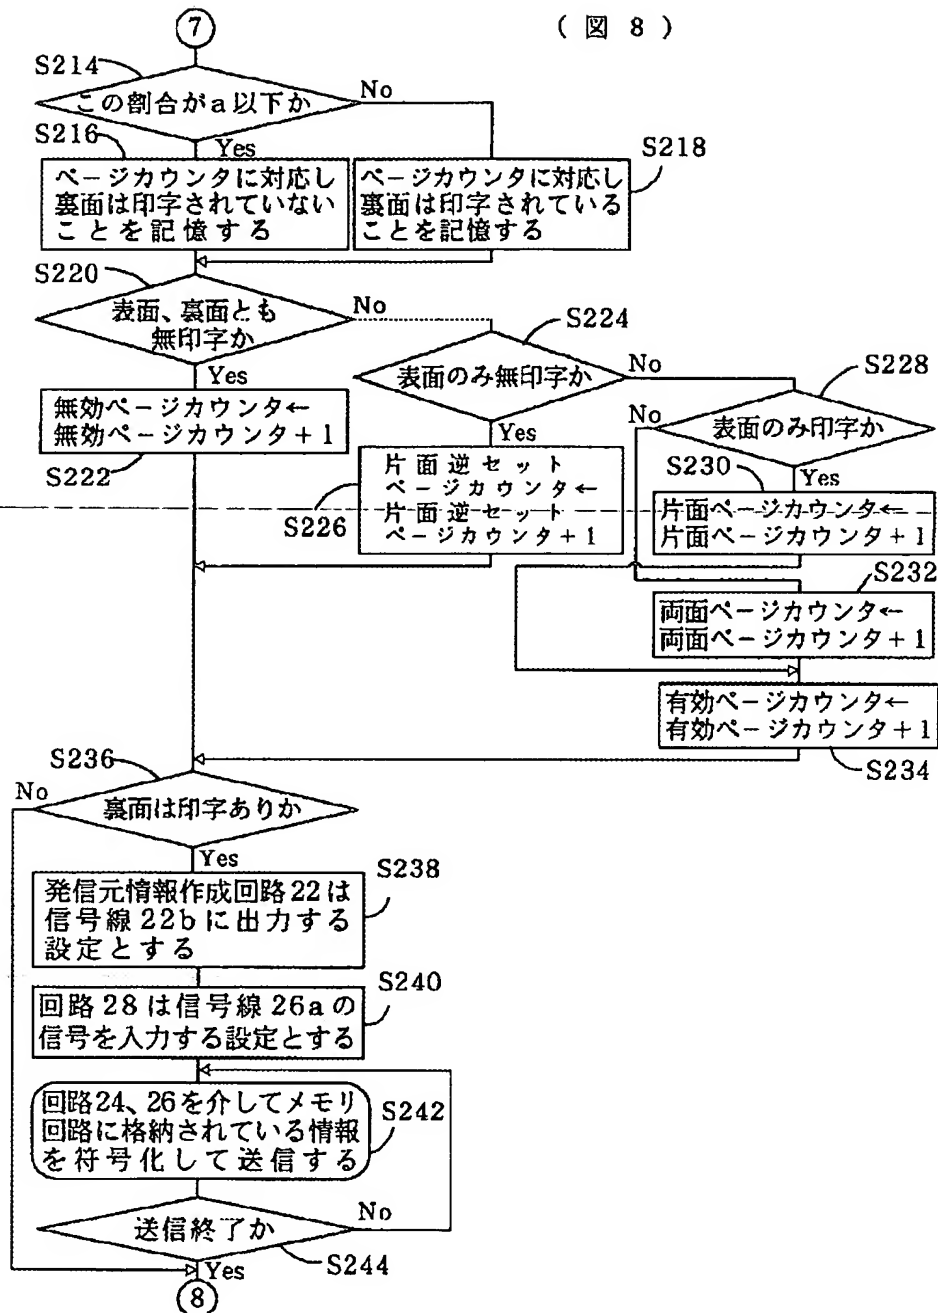 ( 図 8 )
7
S214
この割合がa以下か
No
Yes
S216
ページカウンタに対応し
裏面は印字されていない
ことを記憶する
S218
ページカウンタに対応し
裏面は印字されている
ことを記憶する
S220
表面、裏面とも
無印字か
No
Yes
S222
無効ページカウンタ←
無効ページカウンタ+1
S224
表面のみ無印字か
No
Yes
S226
片面逆セット
ページカウンタ←
片面逆セット
ページカウンタ+1
S228
表面のみ印字か
No
Yes
S230
片面ページカウンタ←
片面ページカウンタ+1
S232
両面ページカウンタ←
両面ページカウンタ+1
有効ページカウンタ←
有効ページカウンタ+1
S234
S236
裏面は印字ありか
No
Yes
S238
発信元情報作成回路22は
信号線22bに出力する
設定とする
S240
回路28は信号線26aの
信号を入力する設定とする
S242
回路24、26を介してメモリ
回路に格納されている情報
を符号化して送信する
送信終了か
No
S244
Yes
8